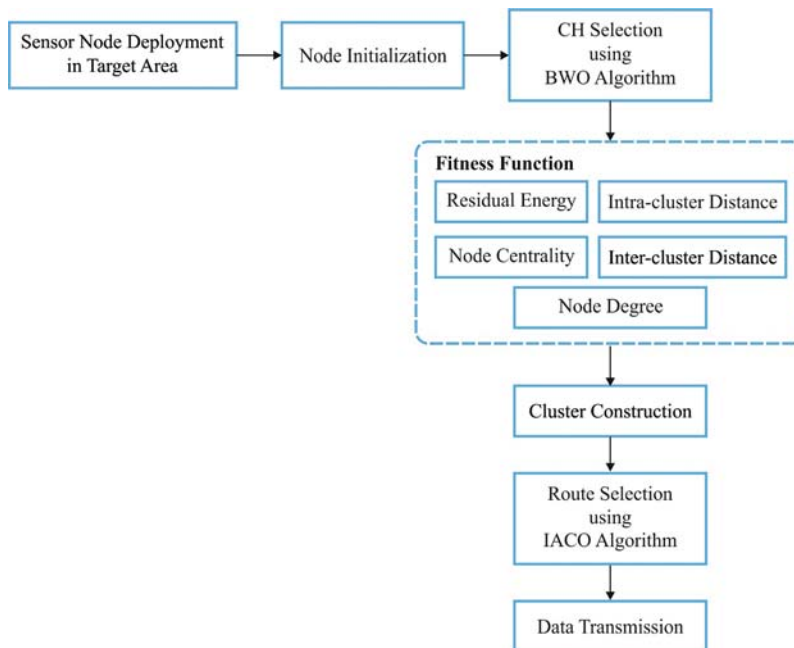 Sensor Node Deployment
in Target Area
Node Initialization
CH Selection
using
BWO Algorithm
Fitness Function
Residual Energy
Intra-cluster Distance
Node Centrality
Inter-cluster Distance
Node Degree
Cluster Construction
Route Selection
using
IACO Algorithm
Data Transmission